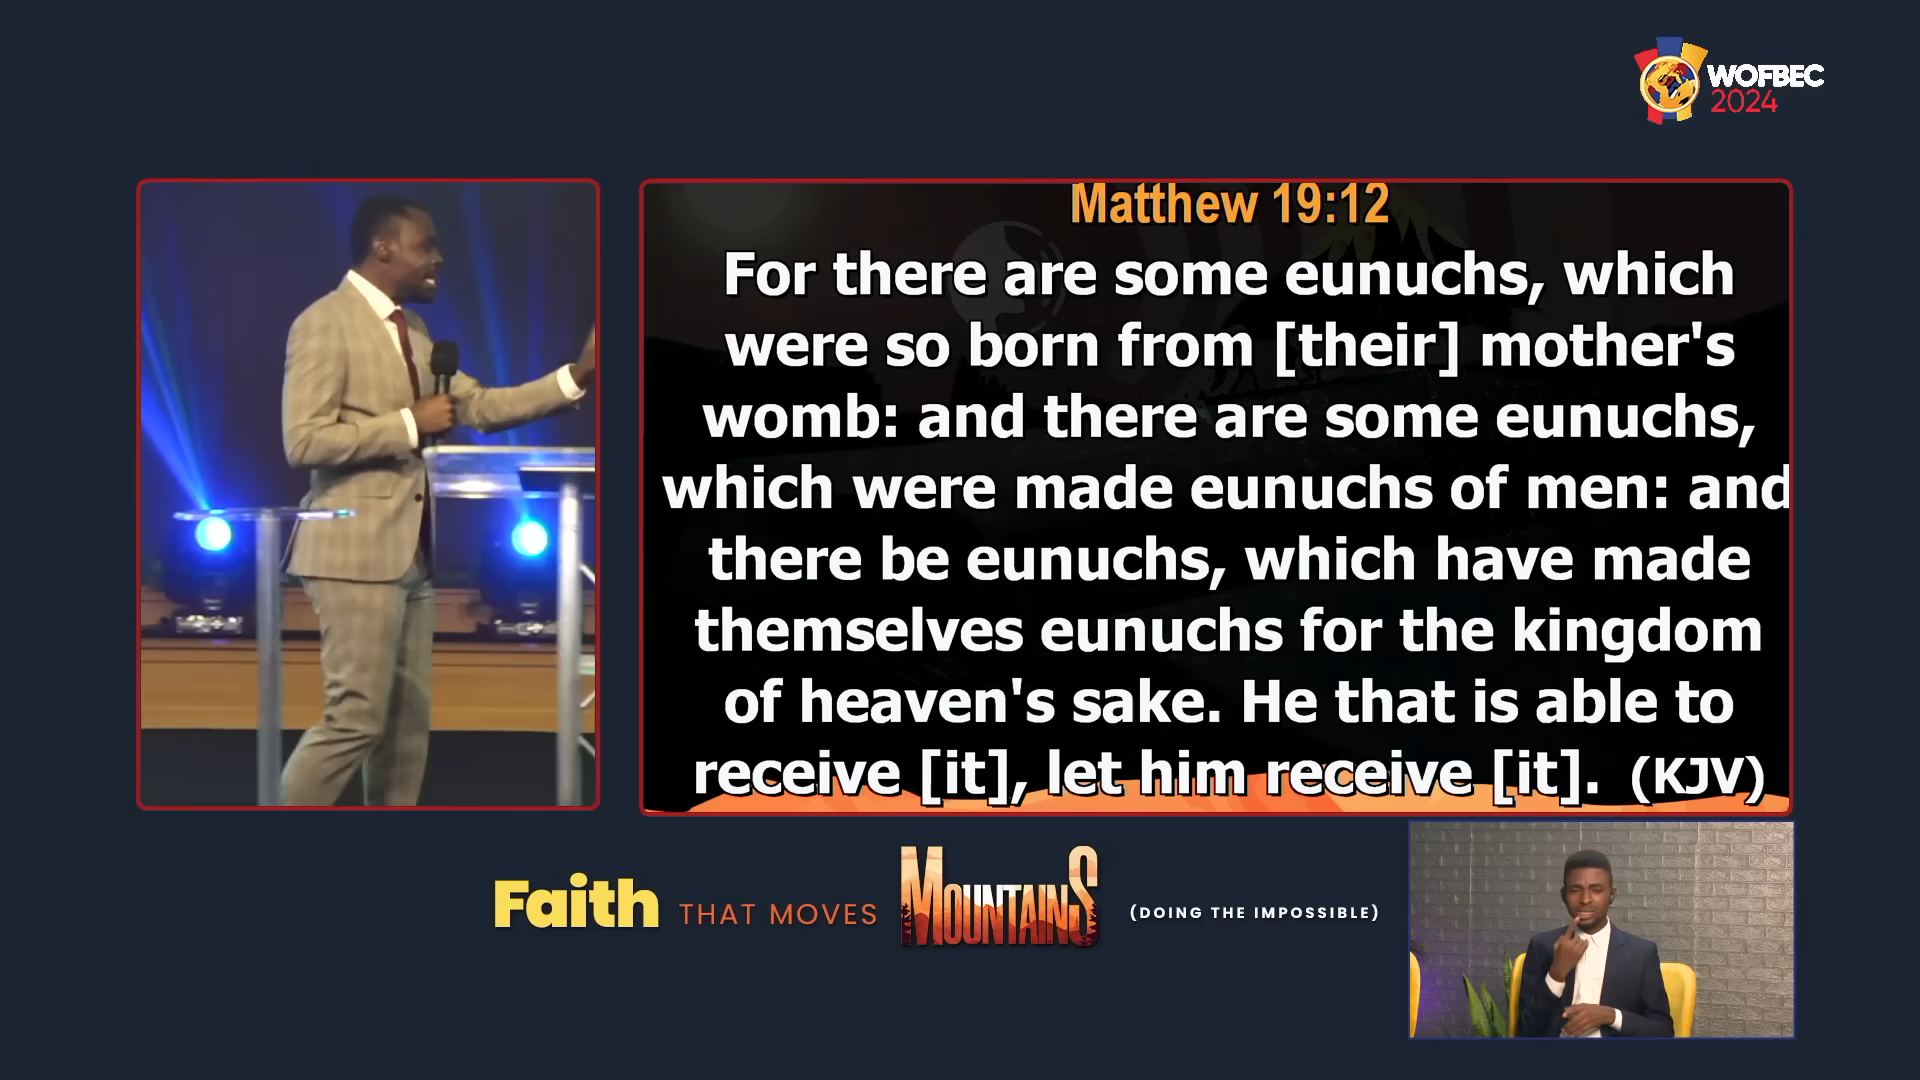 WOFBEC
2024
Matthew 19:12
For there are some eunuchs, which
were so born from [their] mother's
womb: and there are some eunuchs,
which were made eunuchs of men: and
there be eunuchs, which have made
themselves eunuchs for the kingdom
of heaven's sake. He that is able to
receive [it], let him receive [it]. (KJV)
Faith THAT MOVES MOUNTAINS (DOING THE IMPOSSIBLE)